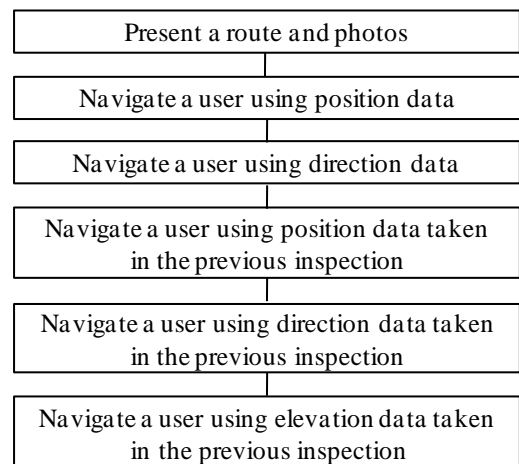 Present a route and photos
Navigate a user using position data
Navigate a user using direction data
Navigate a user using position data taken
in the previous inspection
Navigate a user using direction data taken
in the previous inspection
Navigate a user using elevation data taken
in the previous inspection